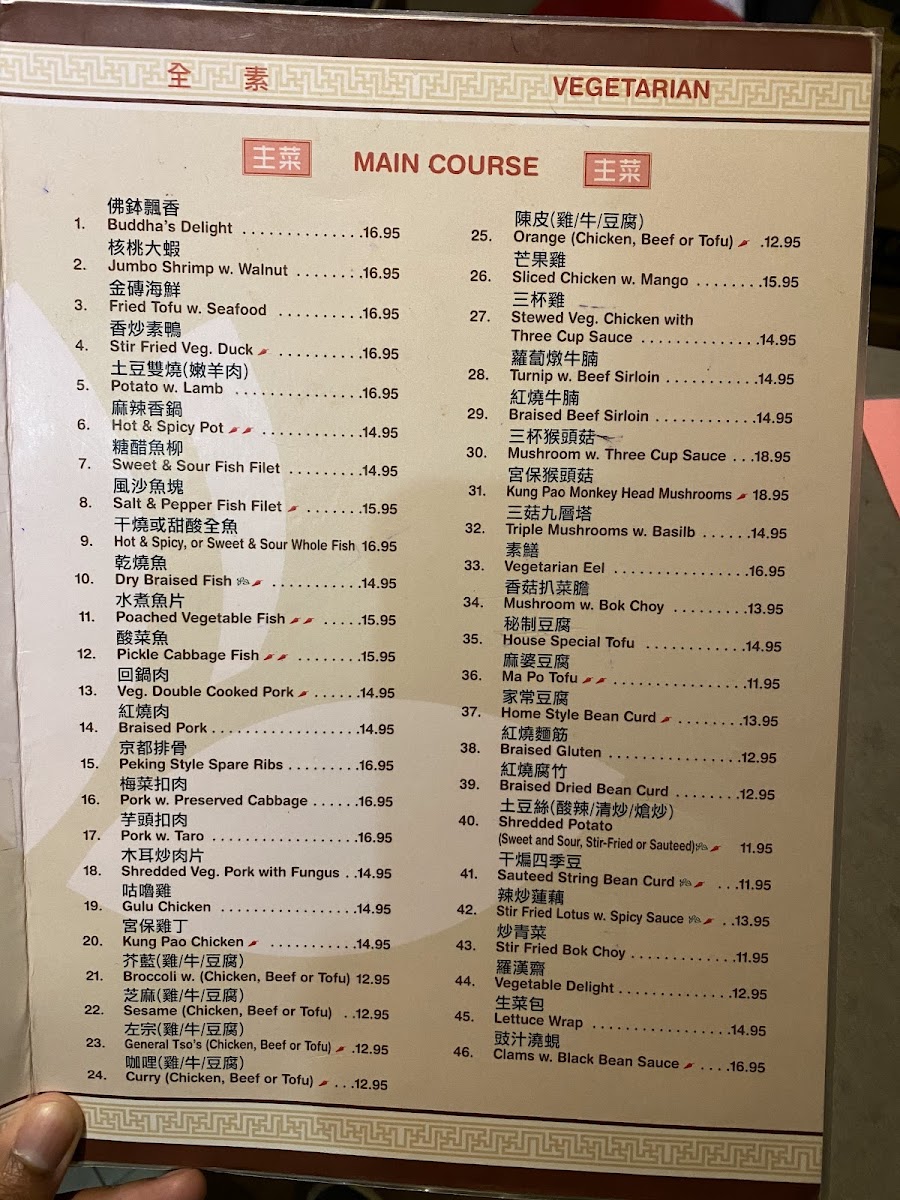 全 素
VEGETARIAN
主菜
MAIN COURSE
主菜
佛鉢飄香
1. Buddha's Delight ..............16.95
核桃大蝦
2. Jumbo Shrimp w. Walnut ........16.95
金磚海鮮
3. Fried Tofu w. Seafood ..........16.95
香炒素鴨
4. Stir Fried Veg. Duck ..........16.95
土豆雙燒(嫩羊肉)
5. Potato w. Lamb ...............16.95
麻辣香鍋
6. Hot & Spicy Pot ............14.95
糖醋魚柳
7. Sweet & Sour Fish Filet .........14.95
風沙魚塊
8. Salt & Pepper Fish Filet .......15.95
干燒或甜酸全魚
9. Hot & Spicy, or Sweet & Sour Whole Fish 16.95
乾燒魚
10. Dry Braised Fish ...........14.95
水煮魚片
11. Poached Vegetable Fish .....15.95
酸菜魚
12. Pickle Cabbage Fish ........15.95
回鍋肉
13. Veg. Double Cooked Pork ......14.95
紅燒肉
14. Braised Pork .................14.95
京都排骨
15. Peking Style Spare Ribs .........16.95
梅菜扣肉
16. Pork w. Preserved Cabbage ......16.95
芋頭扣肉
17. Pork w. Taro .................16.95
木耳炒肉片
18. Shredded Veg. Pork with Fungus ..14.95
咕嚕雞
19. Gulu Chicken ................14.95
宮保雞丁
20. Kung Pao Chicken ...........14.95
芥藍(雞/牛/豆腐)
21. Broccoli w. (Chicken, Beef or Tofu) 12.95
芝麻(雞/牛/豆腐)
22. Sesame (Chicken, Beef or Tofu) ..12.95
左宗(雞/牛/豆腐)
23. General Tso's (Chicken, Beef or Tofu) .12.95
咖哩(雞/牛/豆腐)
24. Curry (Chicken, Beef or Tofu) ...12.95
陳皮(雞/牛/豆腐)
25. Orange (Chicken, Beef or Tofu) .12.95
芒果雞
26. Sliced Chicken w. Mango ........15.95
三杯雞
27. Stewed Veg. Chicken with
Three Cup Sauce ..............14.95
蘿蔔燉牛腩
28. Turnip w. Beef Sirloin ...........14.95
紅燒牛腩
29. Braised Beef Sirloin ............14.95
三杯猴頭菇
30. Mushroom w. Three Cup Sauce ...18.95
宮保猴頭菇
31. Kung Pao Monkey Head Mushrooms 18.95
三菇九層塔
32. Triple Mushrooms w. Basilb ......14.95
素鱔
33. Vegetarian Eel ................16.95
香菇扒菜膽
34. Mushroom w. Bok Choy .........13.95
秘制豆腐
35. House Special Tofu ............14.95
麻婆豆腐
36. Ma Po Tofu ................11.95
家常豆腐
37. Home Style Bean Curd ........13.95
紅燒麵筋
38. Braised Gluten ................12.95
紅燒腐竹
39. Braised Dried Bean Curd ........12.95
土豆絲(酸辣/清炒/熗炒)
40. Shredded Potato
(Sweet and Sour, Stir-Fried or Sauteed) 11.95
干煸四季豆
41. Sauteed String Bean Curd ...11.95
辣炒蓮藕
42. Stir Fried Lotus w. Spicy Sauce ..13.95
炒青菜
43. Stir Fried Bok Choy .............11.95
羅漢齋
44. Vegetable Delight ..............12.95
生菜包
45. Lettuce Wrap .................14.95
豉汁澆蜆
46. Clams w. Black Bean Sauce ....16.95